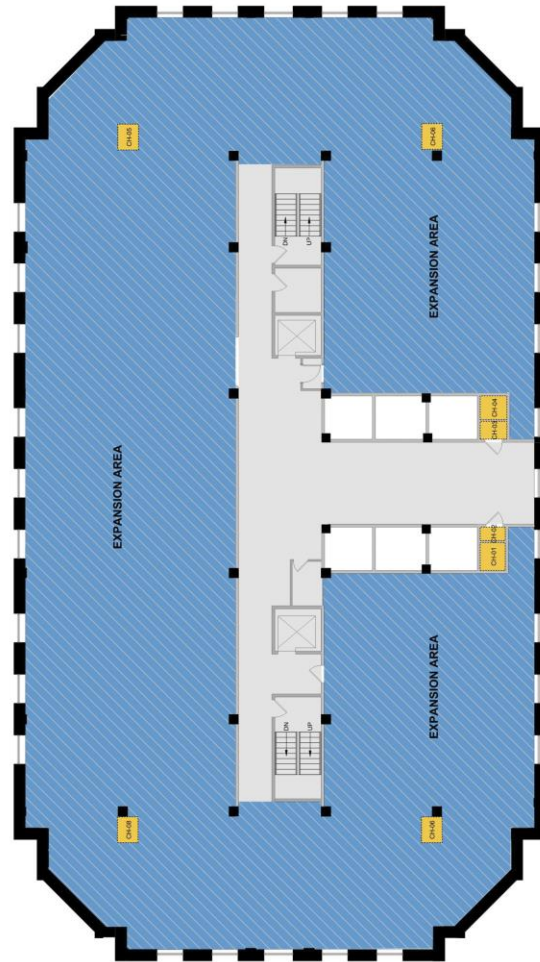 CH-05
CH-06
DN
UP
EXPANSION AREA
CH-04
CH-03
EXPANSION AREA
CH-02
CH-01
EXPANSION AREA
DN
UP
CH-08
CH-06